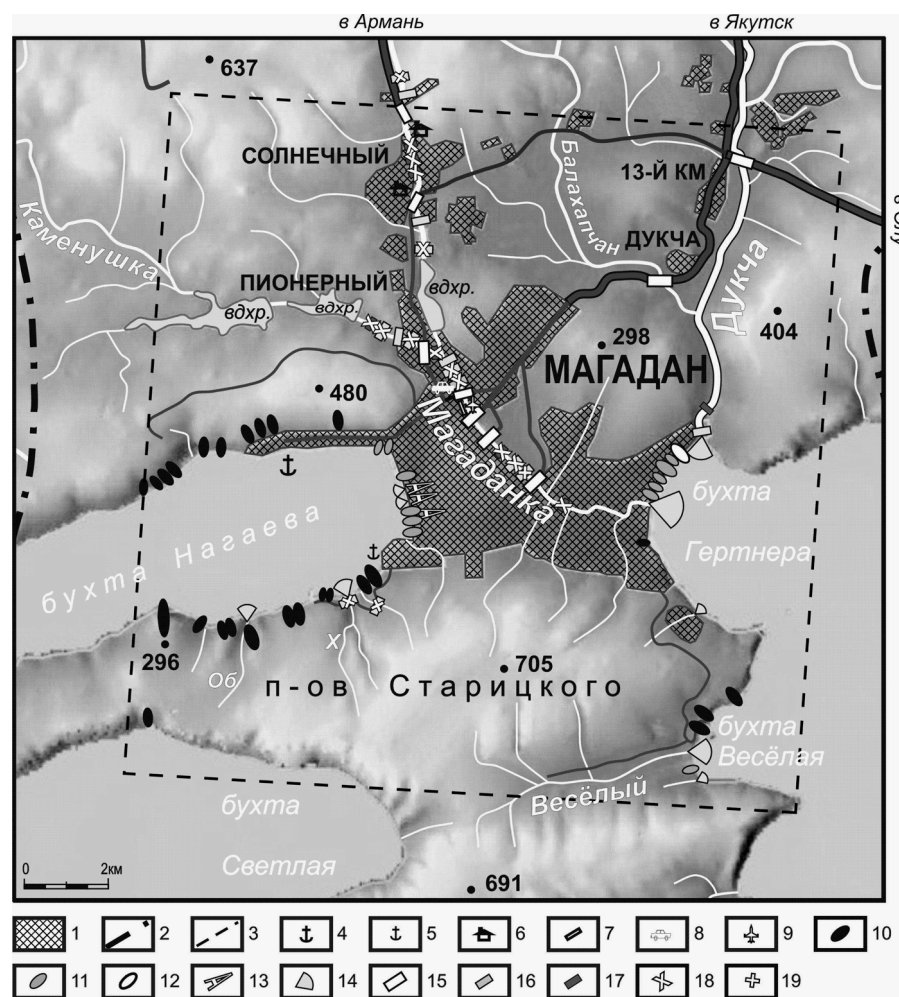 в Армань
в Якутск
637
СОЛНЕЧНЫЙ
Балахапчан
13-Й КМ
в Олу
Каменушка
ДУКЧА
ПИОНЕРНЫЙ
вдхр.
Дукча
вдхр.
вдхр.
298
404
МАГАДАН
480
Магаданка
бухта
Гертнера
бухта Нагаева
296
Х
Об
705
п-ов Старицкого
бухта
Весёлая
Весёлый
бухта
Светлая
0 2км
691
1 2 3 4 5 6 7 8 9 10
11 12 13 14 15 16 17 18 19